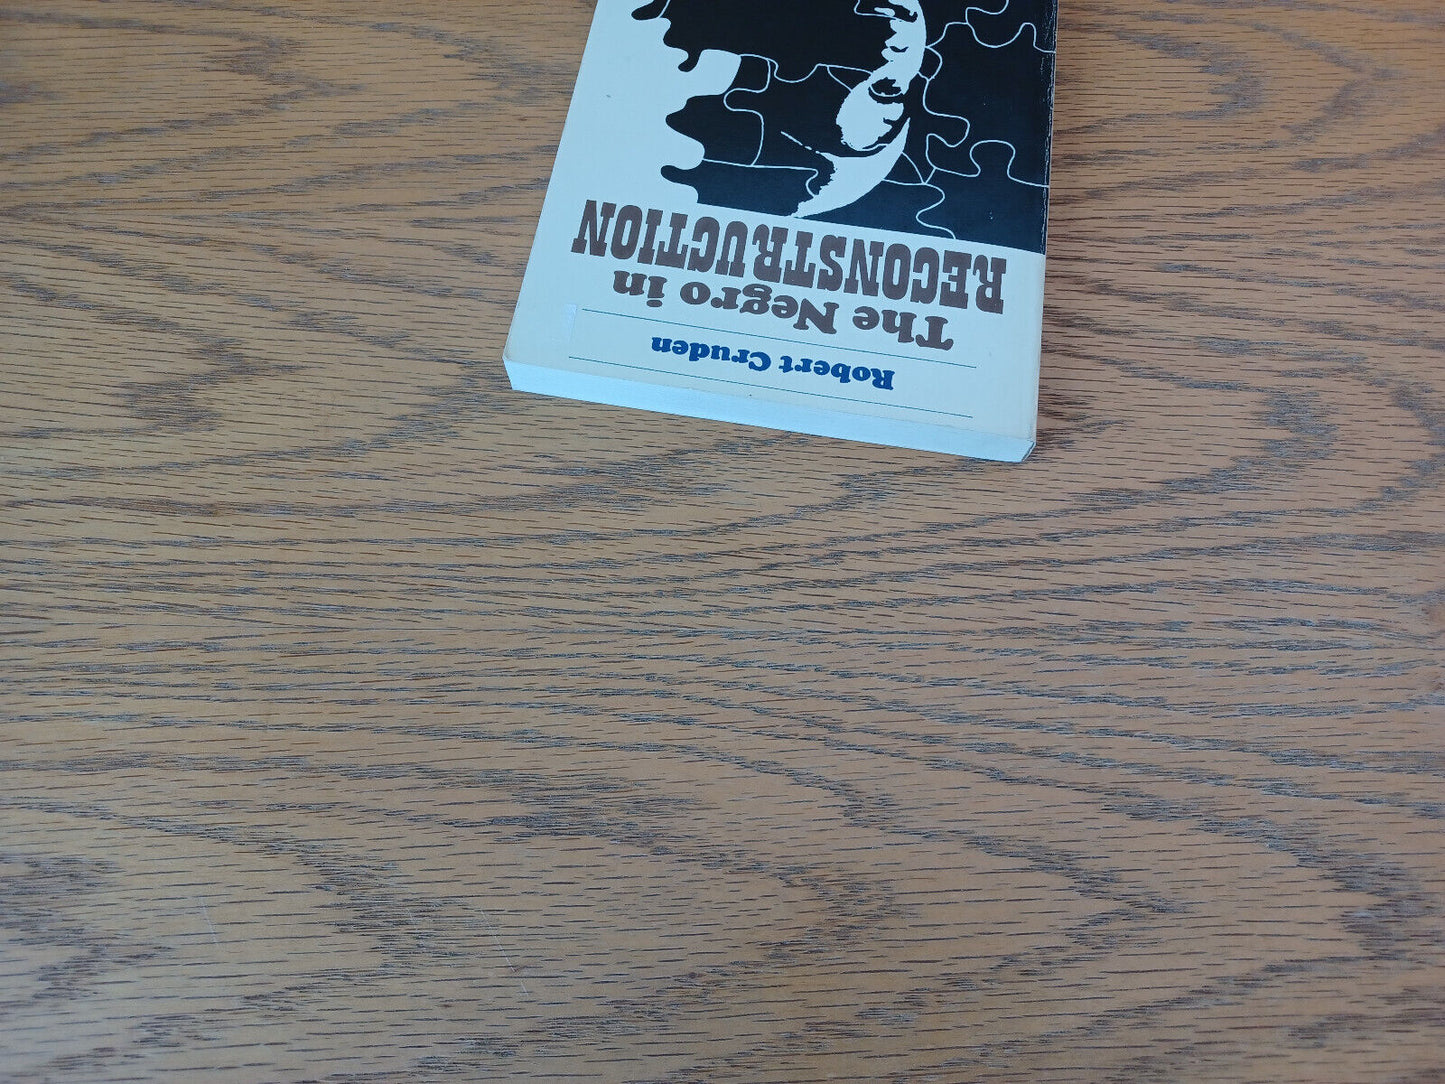 Robert Cruden
The Negro in
RECONSTRUCTION